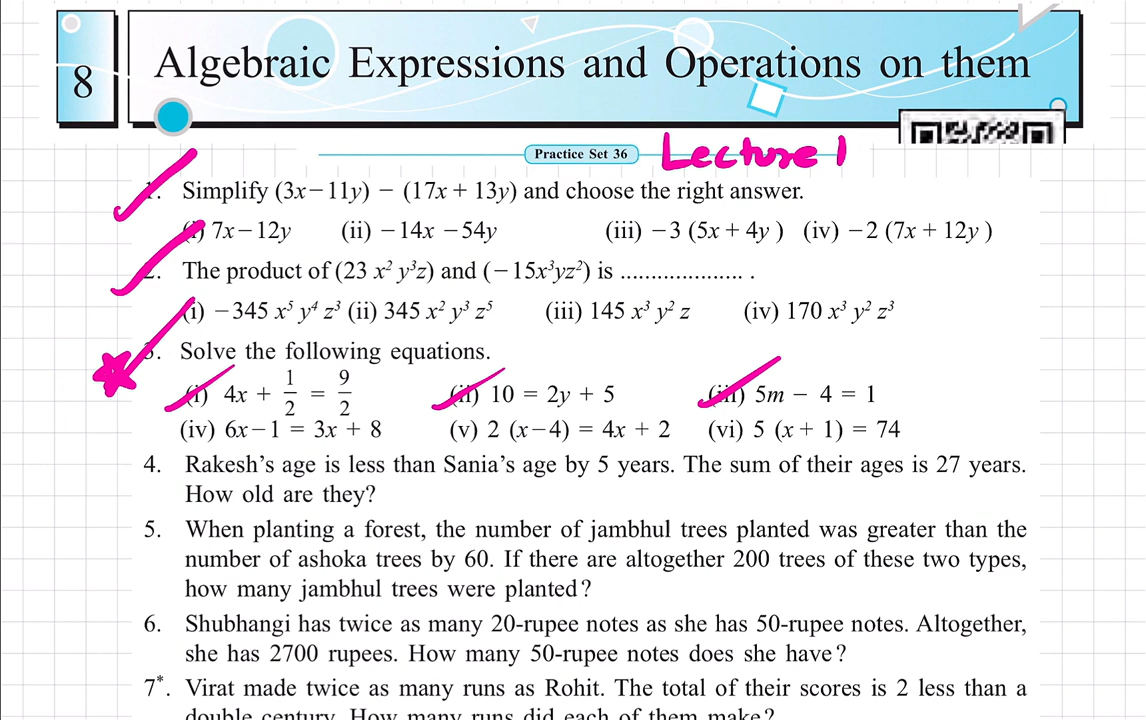 8
Algebraic Expressions and Operations on them
Practice Set 36
Lecture 1
1. Simplify (3x−11y) − (17x + 13y) and choose the right answer.
(i) 7x−12y (ii) −14x −54y (iii) −3 (5x + 4y ) (iv) −2 (7x + 12y )
2. The product of (23 x² y³z) and (−15x³yz²) is .................... .
(i) −345 x⁵ y⁴ z³ (ii) 345 x² y³ z⁵ (iii) 145 x³ y² z (iv) 170 x³ y² z³
3. Solve the following equations.
(i) 4x + 1/2 = 9/2 (ii) 10 = 2y + 5 (iii) 5m − 4 = 1
(iv) 6x−1 = 3x + 8 (v) 2 (x−4) = 4x + 2 (vi) 5 (x + 1) = 74
4. Rakesh's age is less than Sania's age by 5 years. The sum of their ages is 27 years.
How old are they?
5. When planting a forest, the number of jambhul trees planted was greater than the
number of ashoka trees by 60. If there are altogether 200 trees of these two types,
how many jambhul trees were planted?
6. Shubhangi has twice as many 20-rupee notes as she has 50-rupee notes. Altogether,
she has 2700 rupees. How many 50-rupee notes does she have?
7*. Virat made twice as many runs as Rohit. The total of their scores is 2 less than a
double century. How many runs did each of them make?